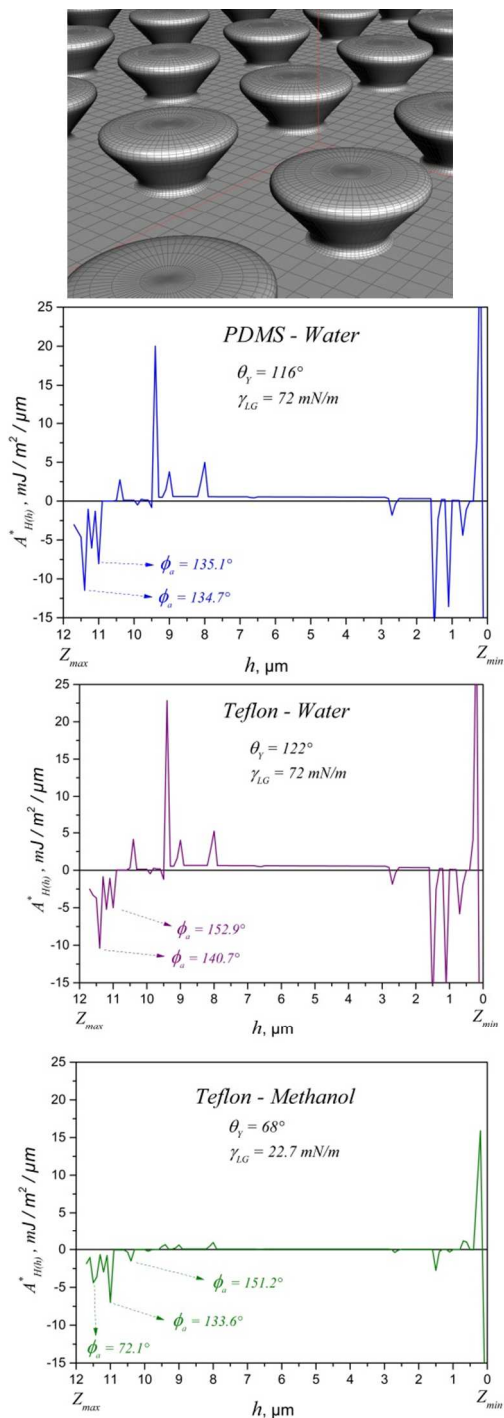 25
20
15
10
5
0
-5
-10
-15
A*H(h), mJ / m² / μm
PDMS - Water
θY = 116°
γLG = 72 mN/m
ϕa = 135.1°
ϕa = 134.7°
12 11 10 9 8 7 6 5 4 3 2 1 0
Zmax h, μm Zmin
25
20
15
10
5
0
-5
-10
-15
A*H(h), mJ / m² / μm
Teflon - Water
θY = 122°
γLG = 72 mN/m
ϕa = 152.9°
ϕa = 140.7°
12 11 10 9 8 7 6 5 4 3 2 1 0
Zmax h, μm Zmin
25
20
15
10
5
0
-5
-10
-15
A*H(h), mJ / m² / μm
Teflon - Methanol
θY = 68°
γLG = 22.7 mN/m
ϕa = 151.2°
ϕa = 133.6°
ϕa = 72.1°
12 11 10 9 8 7 6 5 4 3 2 1 0
Zmax h, μm Zmin